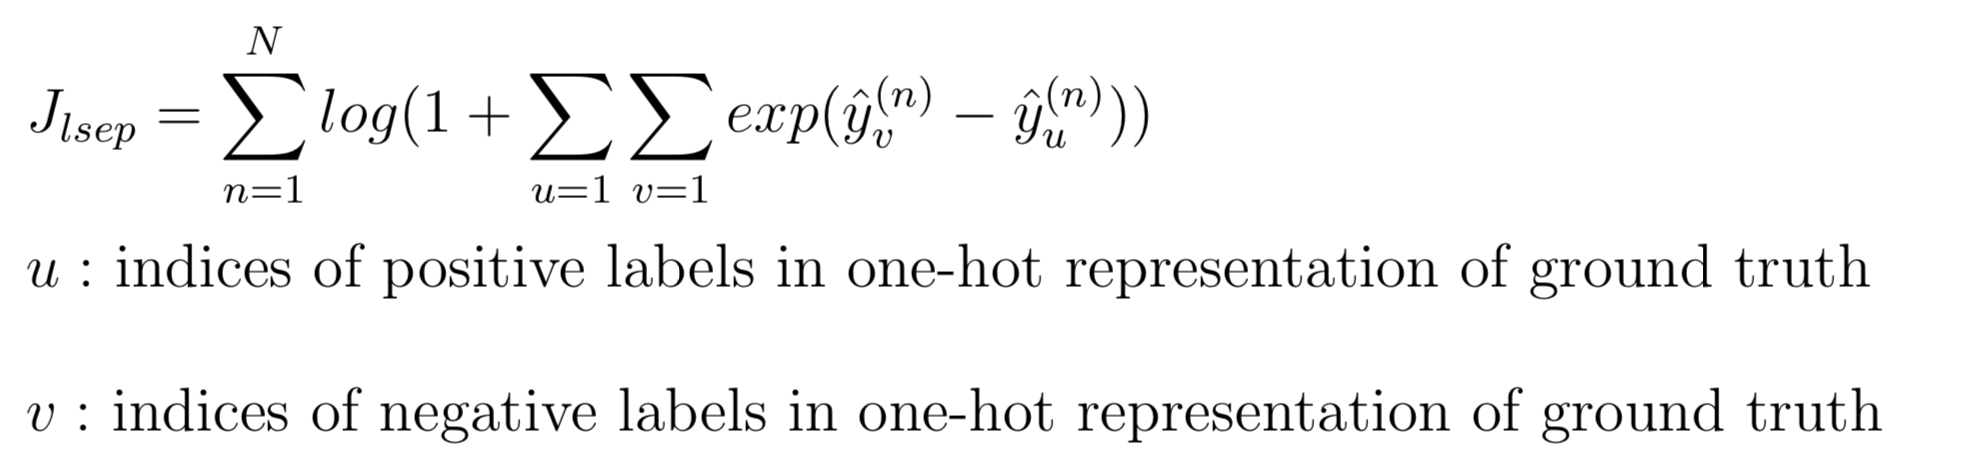 $J_{lsep} = \sum_{n=1}^{N} log(1 + \sum_{u=1} \sum_{v=1} exp(\hat{y}_v^{(n)} - \hat{y}_u^{(n)}))$
u : indices of positive labels in one-hot representation of ground truth
v : indices of negative labels in one-hot representation of ground truth